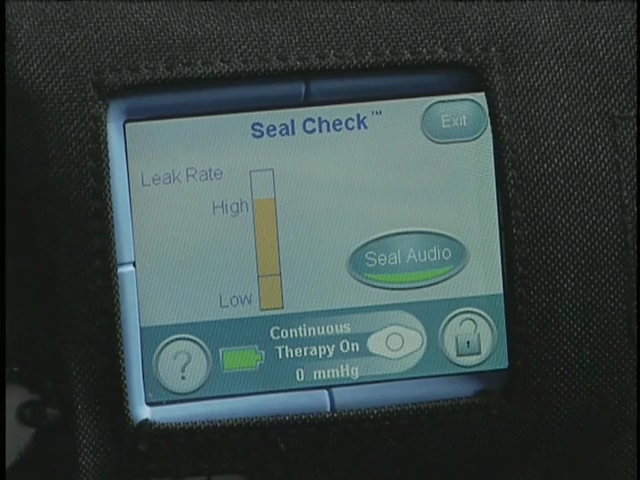 Seal Check™
Exit
Leak Rate
High
Seal Audio
Low
?
Continuous
Therapy On
0 mmHg